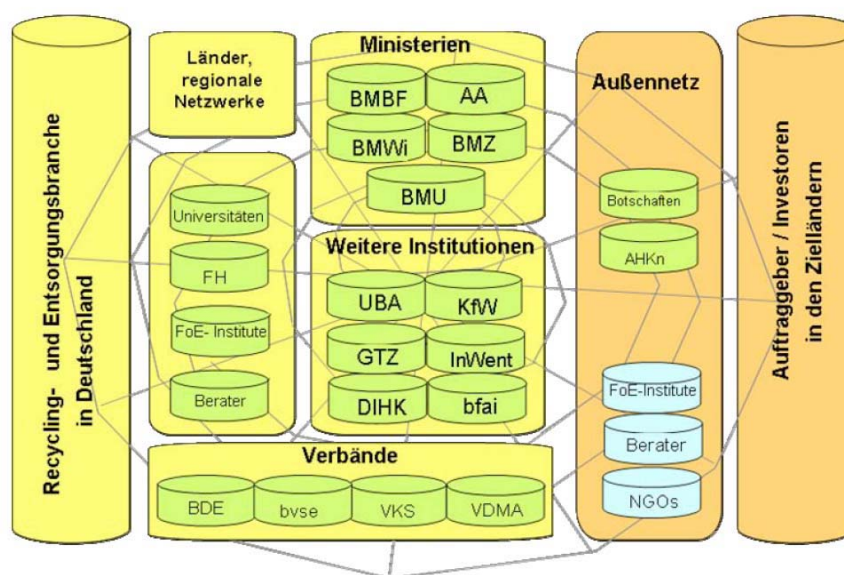 Recycling- und Entsorgungsbranche
in Deutschland
Länder,
regionale
Netzwerke
Universitäten
FH
FoE- Institute
Berater
Ministerien
BMBF
AA
BMWi
BMZ
BMU
Weitere Institutionen
UBA
KfW
GTZ
InWent
DIHK
bfai
Verbände
BDE
bvse
VKS
VDMA
Außennetz
Botschaften
AHKn
FoE-Institute
Berater
NGOs
Auftraggeber / Investoren
in den Zielländern